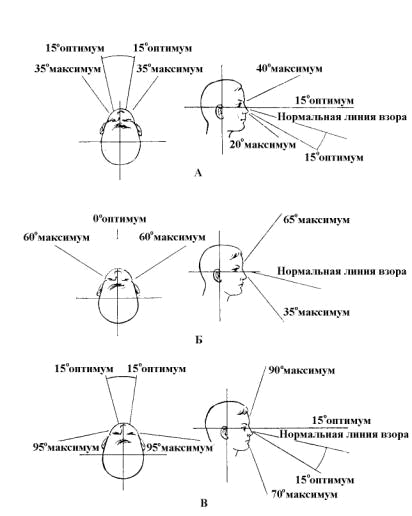 15°оптимум 15°оптимум
35°максимум 35°максимум
40°максимум
15°оптимум
Нормальная линия взора
20°максимум
15°оптимум
А
0°оптимум
60°максимум 60°максимум
65°максимум
Нормальная линия взора
35°максимум
Б
15°оптимум 15°оптимум
95°максимум 95°максимум
90°максимум
15°оптимум
Нормальная линия взора
15°оптимум
70°максимум
В